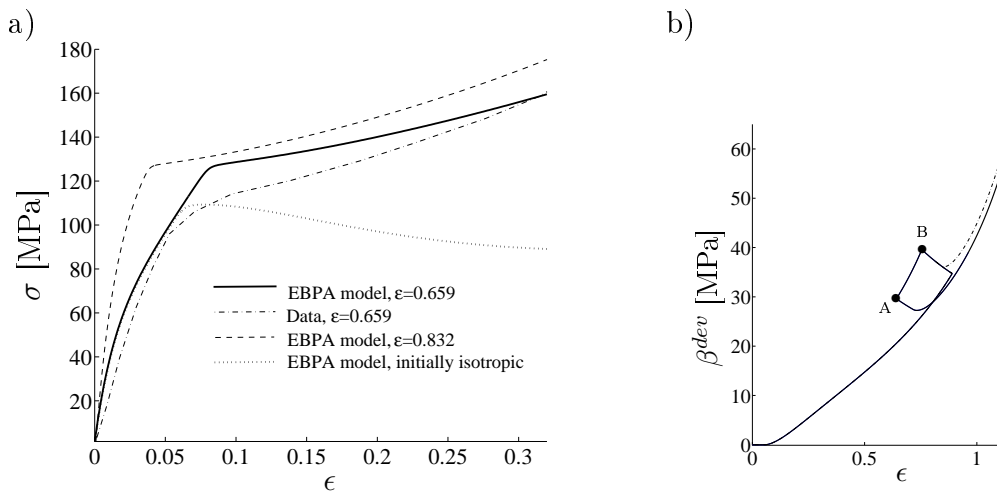 a)
180
160
140
120
100
80
60
40
20
σ [MPa]
0
0.05
0.1
0.15
0.2
0.25
0.3
ϵ
EBPA model, ε=0.659
Data, ε=0.659
EBPA model, ε=0.832
EBPA model, initially isotropic
b)
60
50
40
30
20
10
0
β^{dev} [MPa]
B
A
0
0.5
1
ϵ